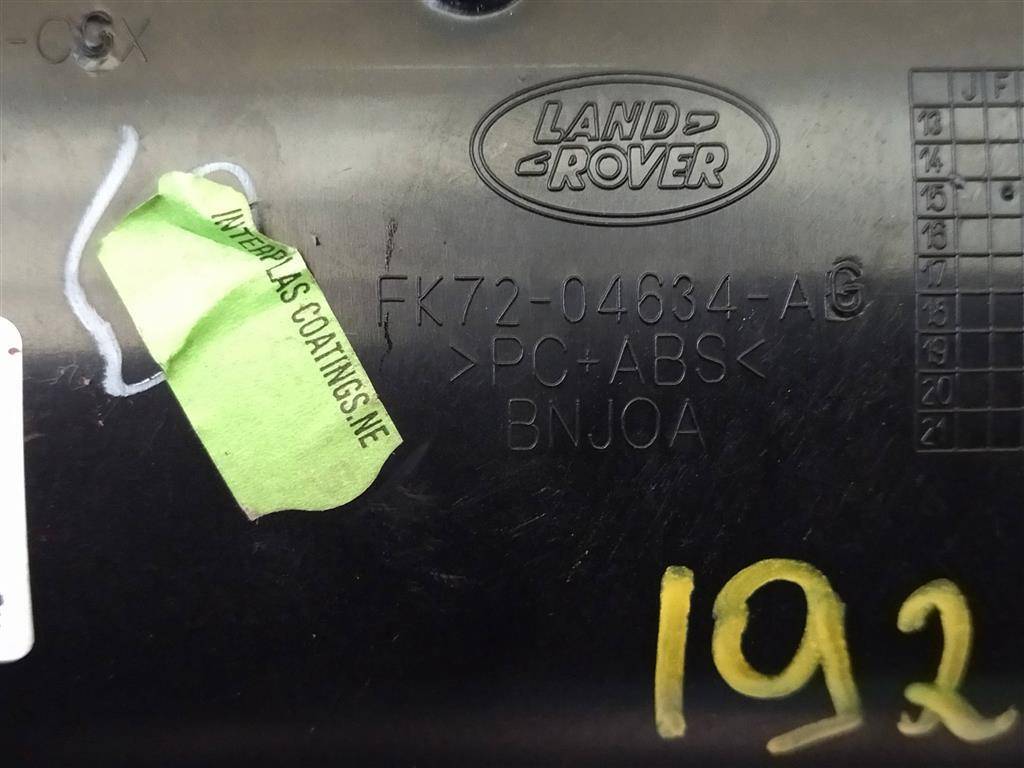 LAND
ROVER
INTERPLAS COATINGS.NE
FK72-04634-AG
>PC+ABS<
BNJOA
J F
13
14
15
16
17
18
19
20
21
192